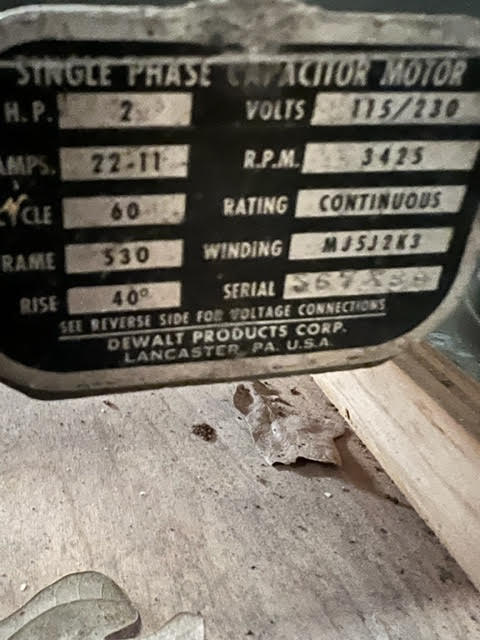 SINGLE PHASE CAPACITOR MOTOR
H.P. 2 VOLTS 115/230
AMPS. 22-11 R.P.M. 3425
CYCLE 60 RATING CONTINUOUS
FRAME 530 WINDING MJ5J2K3
RISE 40° SERIAL
SEE REVERSE SIDE FOR VOLTAGE CONNECTIONS
DEWALT PRODUCTS CORP.
LANCASTER, PA. U.S.A.